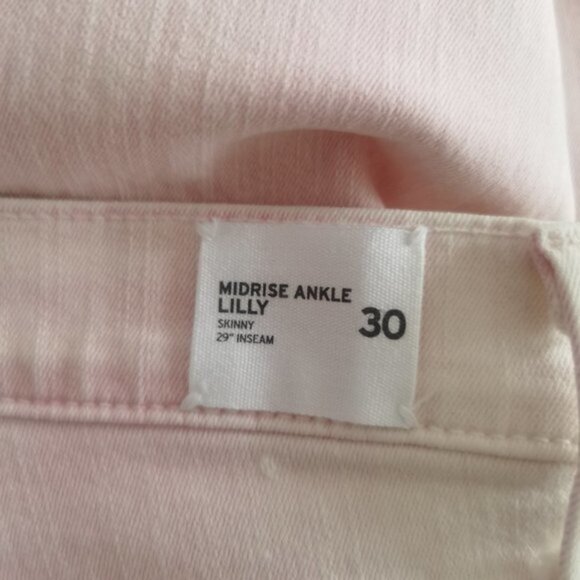 MIDRISE ANKLE
LILLY
SKINNY
29" INSEAM
30